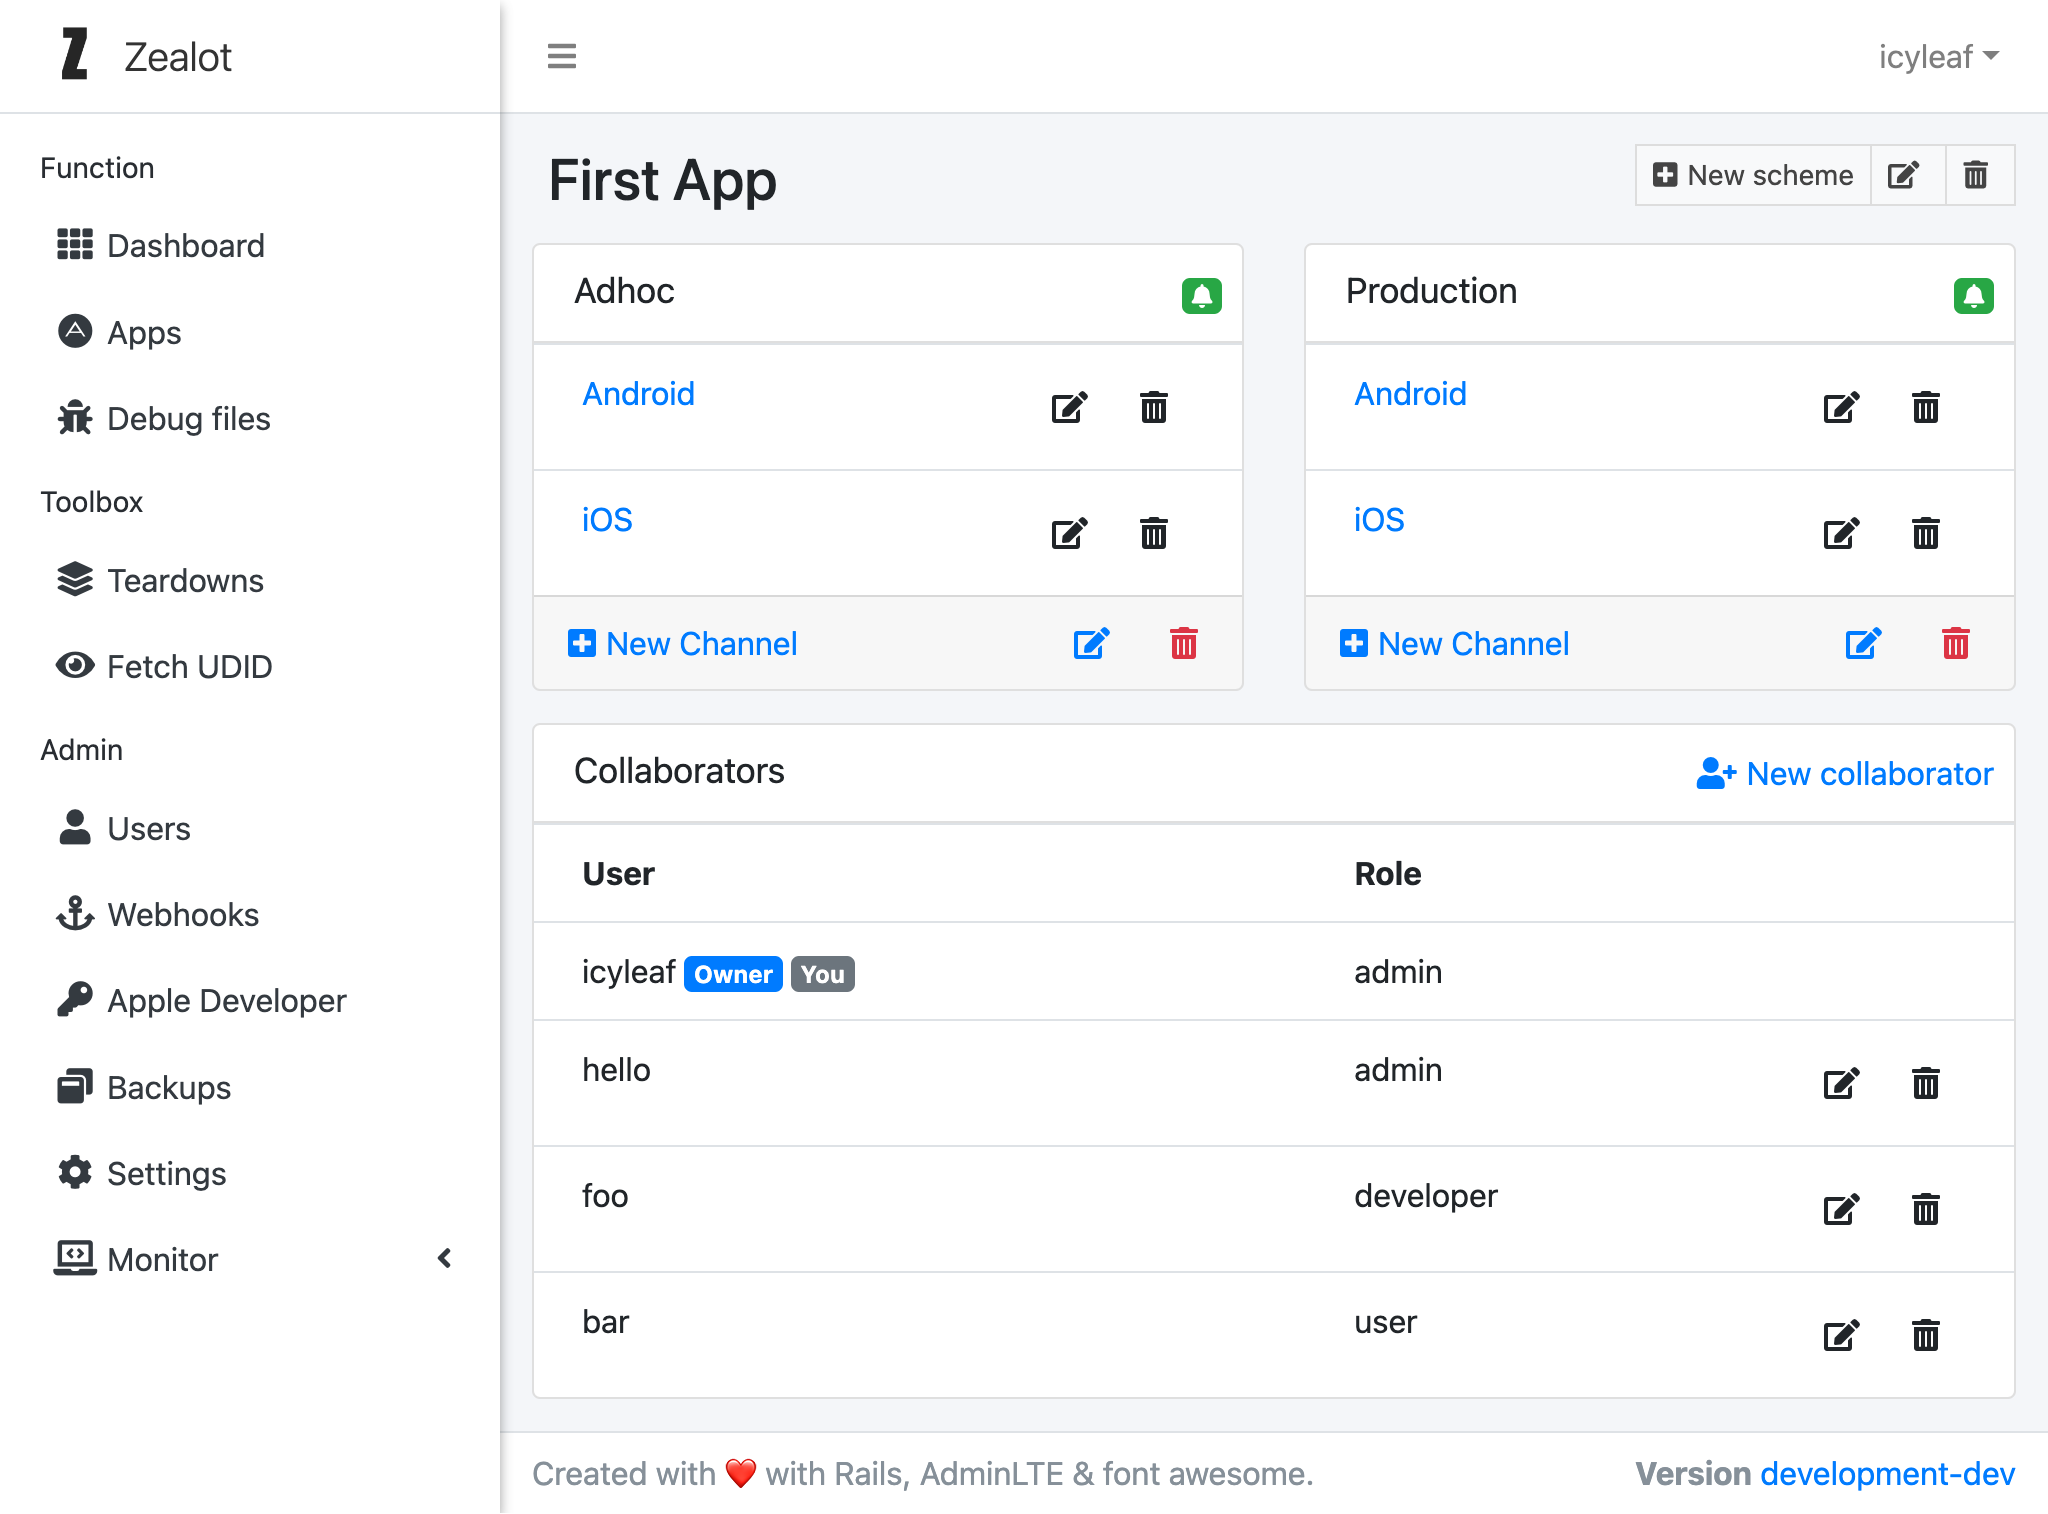 Z Zealot
icyleaf
Function
Dashboard
Apps
Debug files
Toolbox
Teardowns
Fetch UDID
Admin
Users
Webhooks
Apple Developer
Backups
Settings
Monitor
First App
New scheme
Adhoc
Android
iOS
New Channel
Production
Android
iOS
New Channel
Collaborators
New collaborator
User Role
icyleaf Owner You admin
hello admin
foo developer
bar user
Created with ❤️ with Rails, AdminLTE & font awesome.
Version development-dev